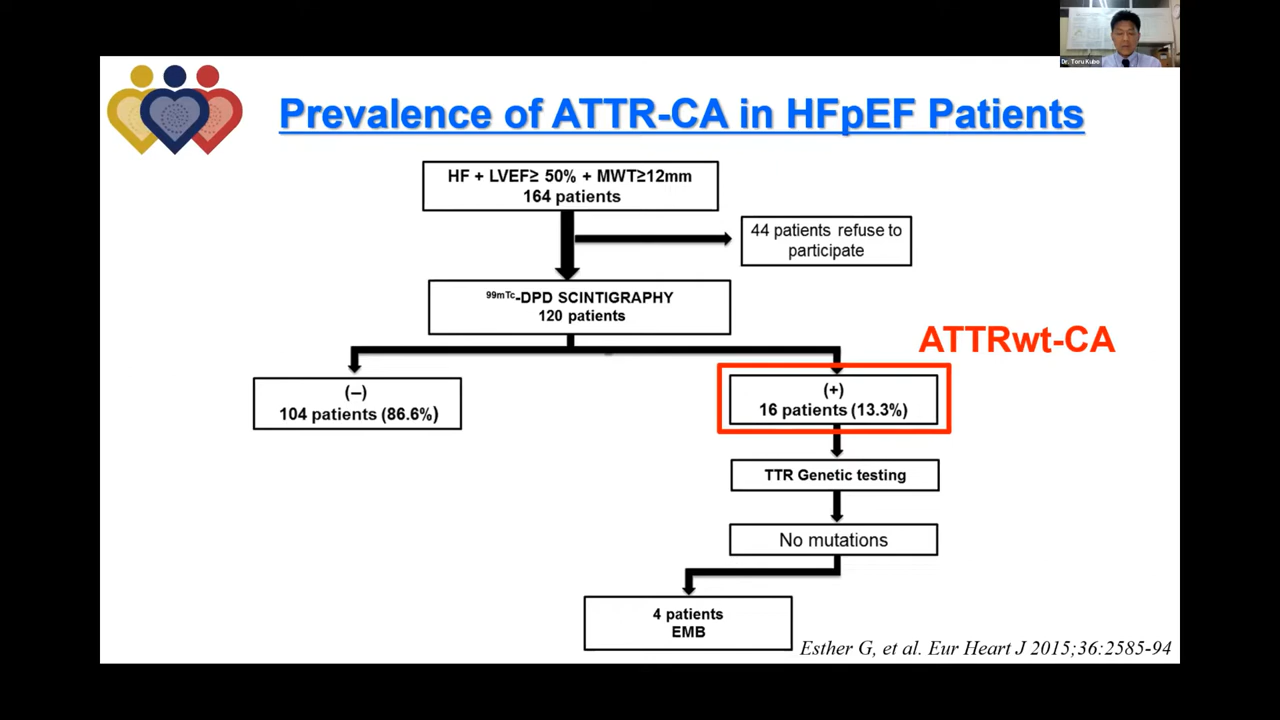 Dr. Toru Kubo
Prevalence of ATTR-CA in HFpEF Patients
HF + LVEF≥ 50% + MWT≥12mm
164 patients
44 patients refuse to
participate
99mTc-DPD SCINTIGRAPHY
120 patients
ATTRwt-CA
(–)
104 patients (86.6%)
(+)
16 patients (13.3%)
TTR Genetic testing
No mutations
4 patients
EMB
Esther G, et al. Eur Heart J 2015;36:2585-94